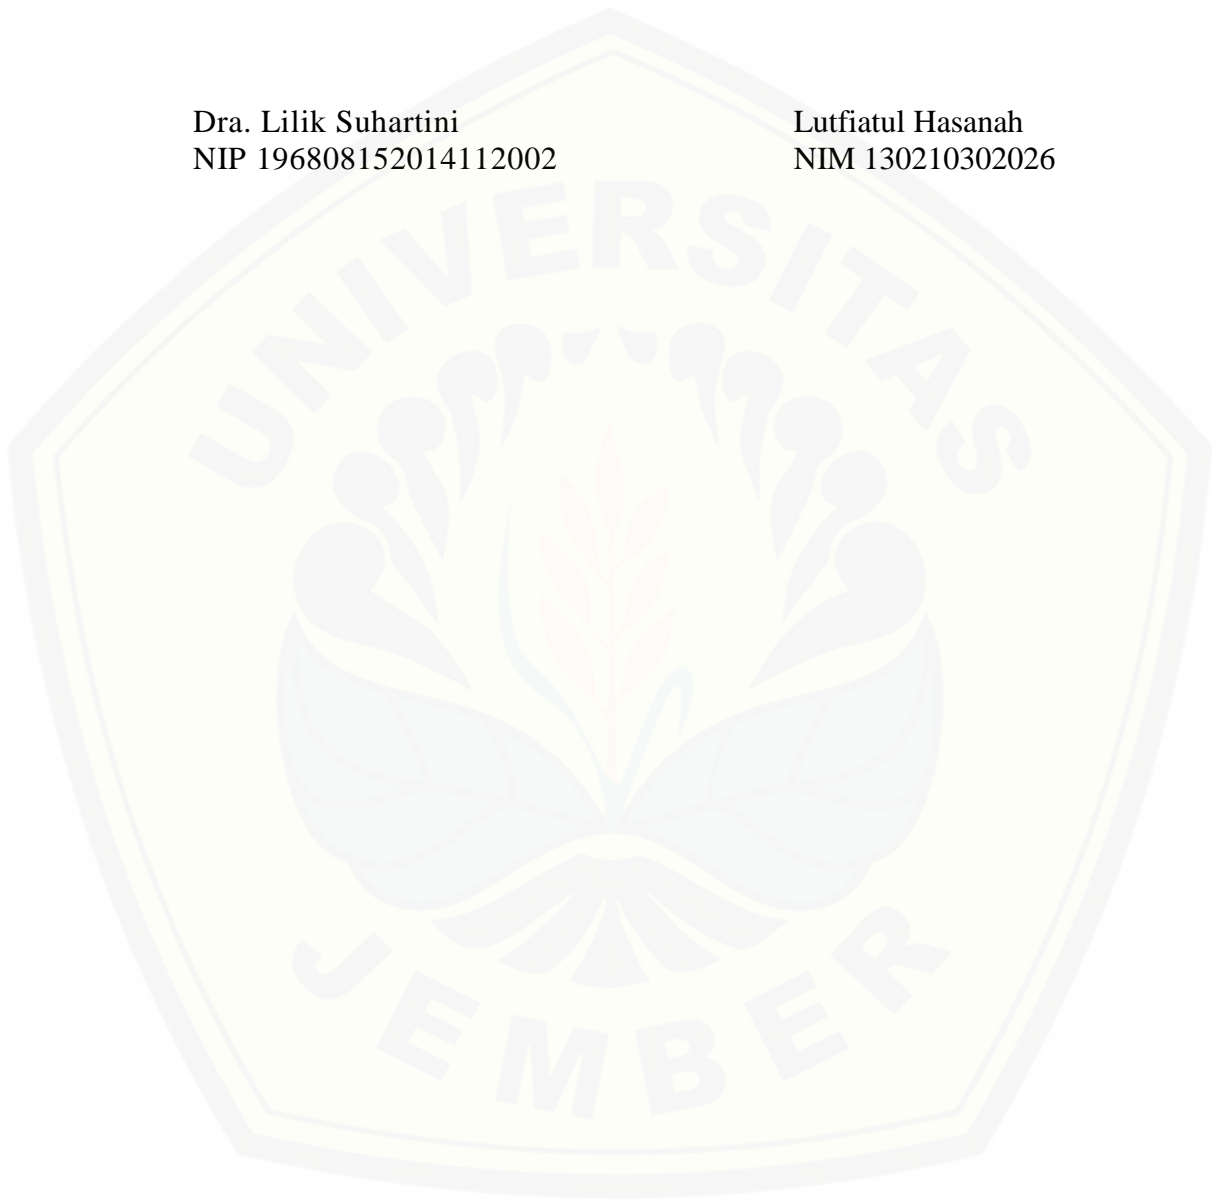 Dra. Lilik Suhartini
NIP 196808152014112002
Lutfiatul Hasanah
NIM 130210302026
UNIVERSITAS
JEMBER